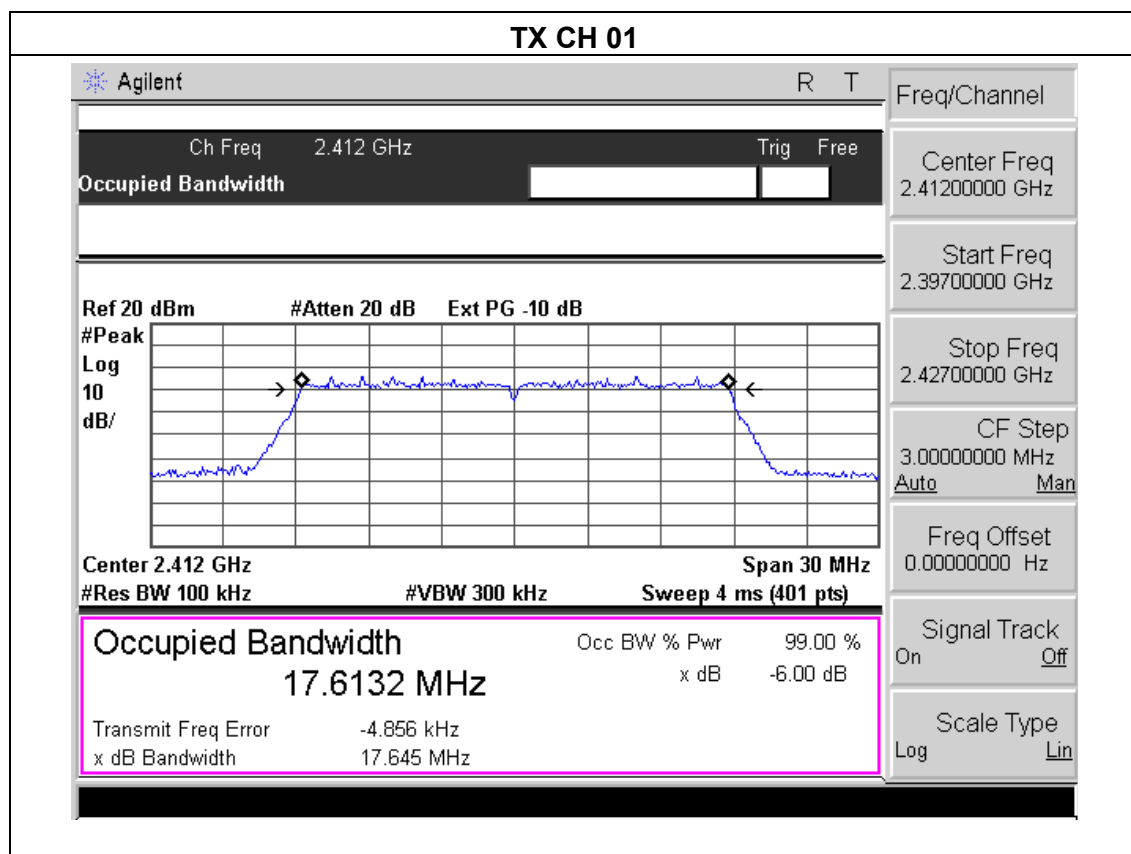 TX CH 01
Agilent R T
Ch Freq 2.412 GHz Trig Free
Occupied Bandwidth
Ref 20 dBm #Atten 20 dB Ext PG -10 dB
#Peak
Log
10
dB/
Center 2.412 GHz Span 30 MHz
#Res BW 100 kHz #VBW 300 kHz Sweep 4 ms (401 pts)
Occupied Bandwidth Occ BW % Pwr 99.00 %
17.6132 MHz x dB -6.00 dB
Transmit Freq Error -4.856 kHz
x dB Bandwidth 17.645 MHz
Freq/Channel
Center Freq
2.41200000 GHz
Start Freq
2.39700000 GHz
Stop Freq
2.42700000 GHz
CF Step
3.00000000 MHz
Auto Man
Freq Offset
0.00000000 Hz
Signal Track
On Off
Scale Type
Log Lin